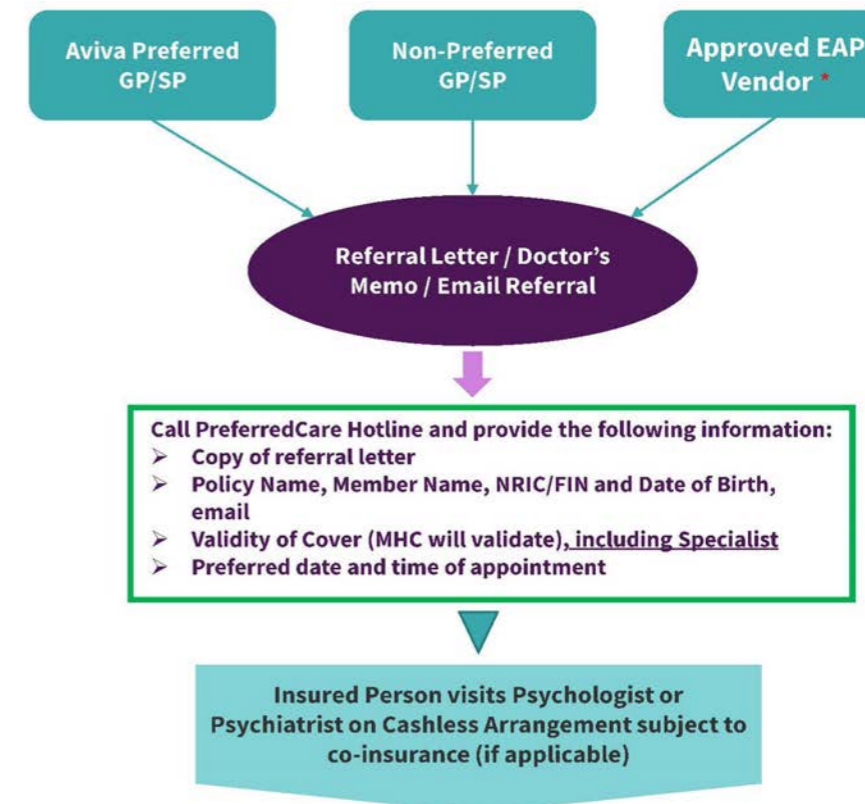 Aviva Preferred
GP/SP
Non-Preferred
GP/SP
Approved EAP
Vendor *
Referral Letter / Doctor’s
Memo / Email Referral
Call PreferredCare Hotline and provide the following information:
➢ Copy of referral letter
➢ Policy Name, Member Name, NRIC/FIN and Date of Birth,
email
➢ Validity of Cover (MHC will validate), including Specialist
➢ Preferred date and time of appointment
Insured Person visits Psychologist or
Psychiatrist on Cashless Arrangement subject to
co-insurance (if applicable)